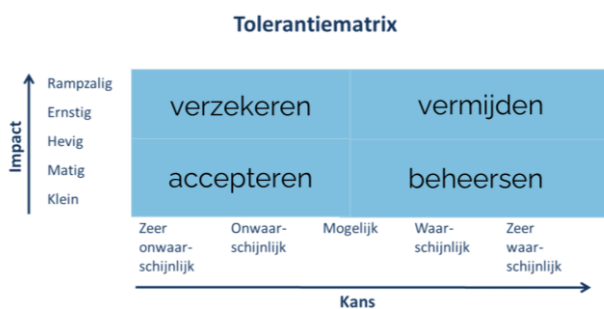 Tolerantiematrix
Impact
Rampzalig
Ernstig
Hevig
Matig
Klein
verzekeren
vermijden
accepteren
beheersen
Zeer
onwaar-
schijnlijk
Onwaar-
schijnlijk
Mogelijk
Waar-
schijnlijk
Zeer
waar-
schijnlijk
Kans